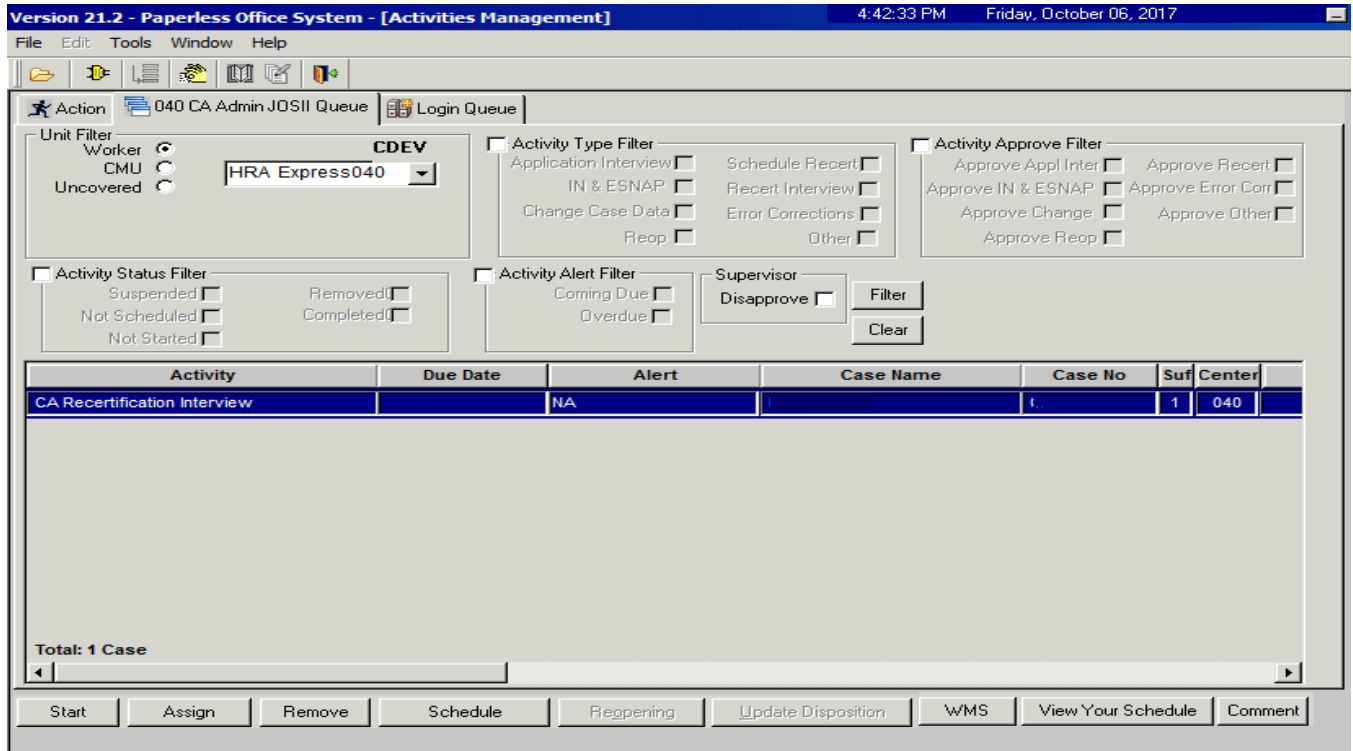 Version 21.2 - Paperless Office System - [Activities Management] 4:42:33 PM Friday, October 06, 2017
File Edit Tools Window Help
Action 040 CA Admin JOSII Queue Login Queue
Unit Filter
Worker CDEV
CMU HRA Express040
Uncovered
Activity Type Filter
Application Interview Schedule Recert
IN & ESNAP Recert Interview
Change Case Data Error Corrections
Reop Other
Activity Approve Filter
Approve Appl Inter Approve Recert
Approve IN & ESNAP Approve Error Corr
Approve Change Approve Other
Approve Reop
Activity Status Filter
Suspended Removed
Not Scheduled Completed
Not Started
Activity Alert Filter
Coming Due
Overdue
Supervisor
Disapprove
Filter
Clear
Activity Due Date Alert Case Name Case No Suf Center
CA Recertification Interview NA 1 040
Total: 1 Case
Start Assign Remove Schedule Reopening Update Disposition WMS View Your Schedule Comment